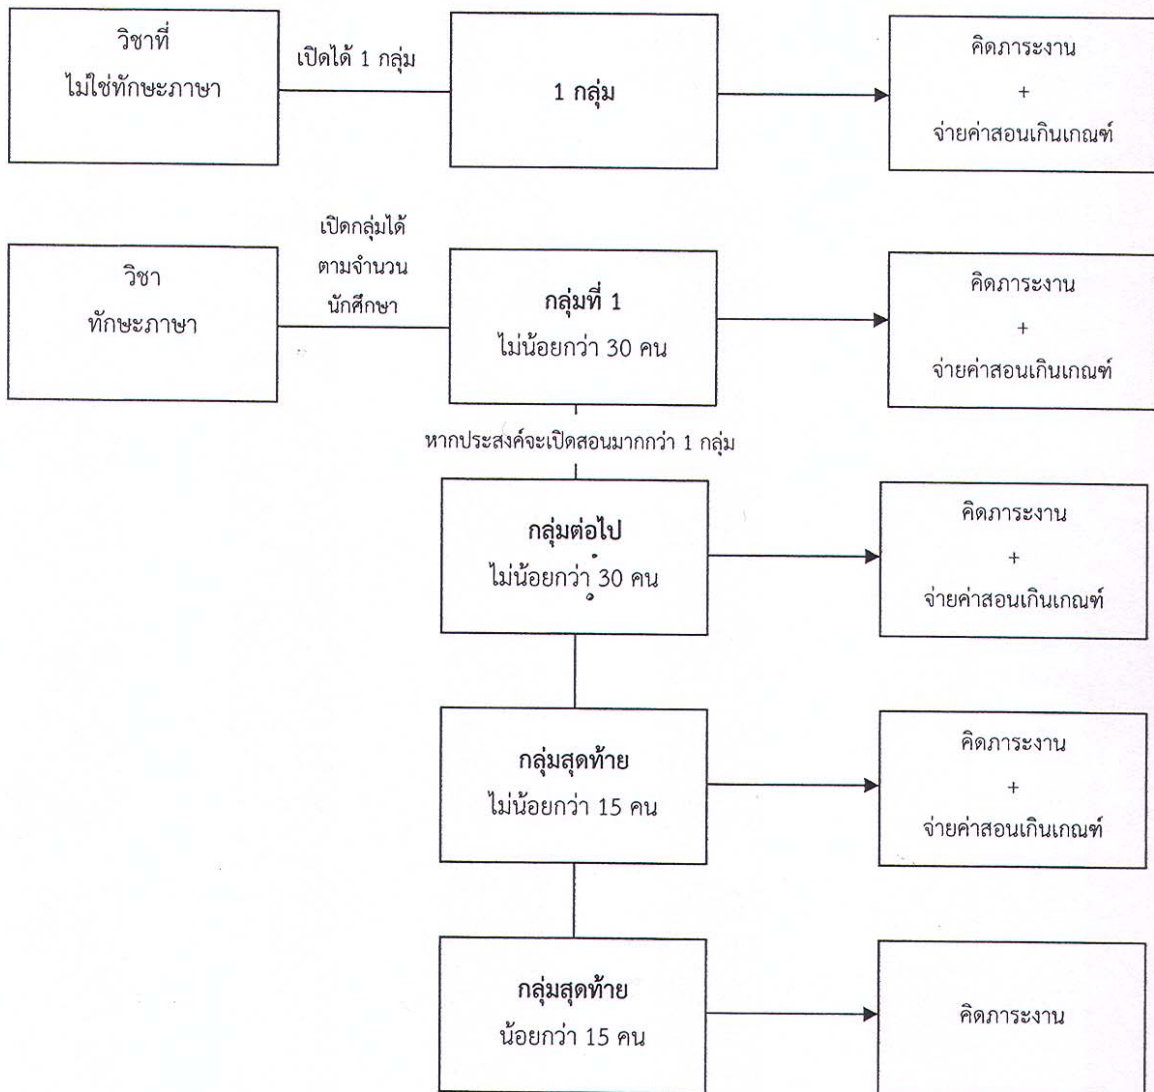 วิชาที่
ไม่ใช่ทักษะภาษา
เปิดได้ 1 กลุ่ม
1 กลุ่ม
คิดภาระงาน
+
จ่ายค่าสอนเกินเกณฑ์
วิชา
ทักษะภาษา
เปิดกลุ่มได้
ตามจำนวน
นักศึกษา
กลุ่มที่ 1
ไม่น้อยกว่า 30 คน
คิดภาระงาน
+
จ่ายค่าสอนเกินเกณฑ์
หากประสงค์จะเปิดสอนมากกว่า 1 กลุ่ม
กลุ่มต่อไป
ไม่น้อยกว่า 30 คน
คิดภาระงาน
+
จ่ายค่าสอนเกินเกณฑ์
กลุ่มสุดท้าย
ไม่น้อยกว่า 15 คน
คิดภาระงาน
+
จ่ายค่าสอนเกินเกณฑ์
กลุ่มสุดท้าย
น้อยกว่า 15 คน
คิดภาระงาน